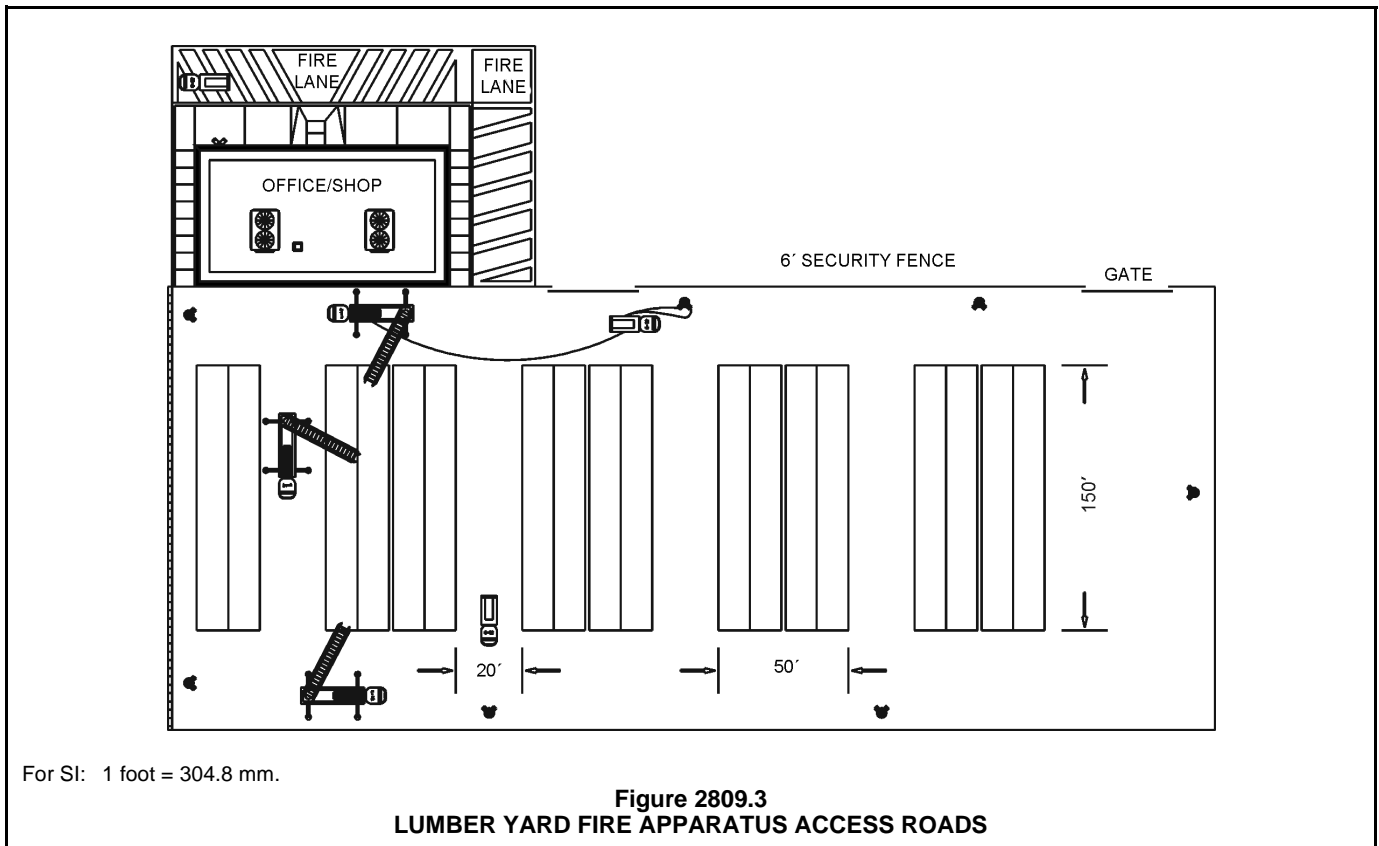 FIRE
LANE
FIRE
LANE
OFFICE/SHOP
6′ SECURITY FENCE
GATE
150′
20′
50′
For SI: 1 foot = 304.8 mm.
Figure 2809.3
LUMBER YARD FIRE APPARATUS ACCESS ROADS